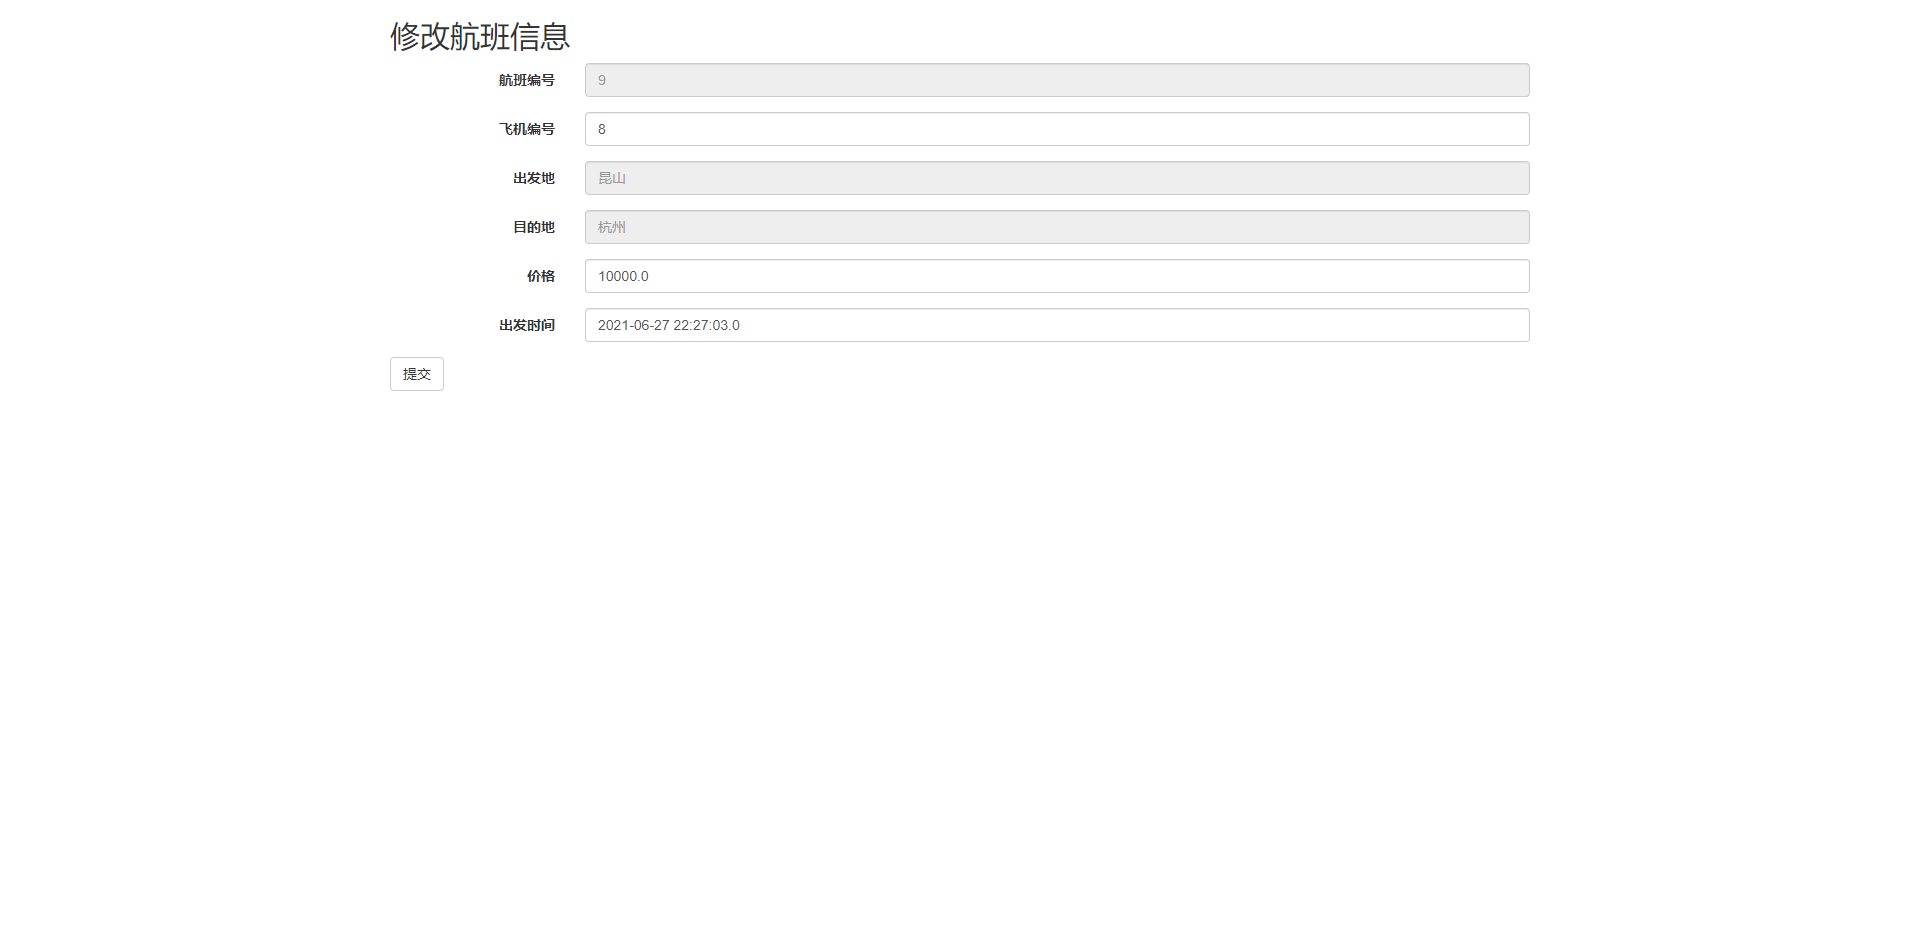 修改航班信息
航班编号 9
飞机编号 8
出发地 昆山
目的地 杭州
价格 10000.0
出发时间 2021-06-27 22:27:03.0
提交